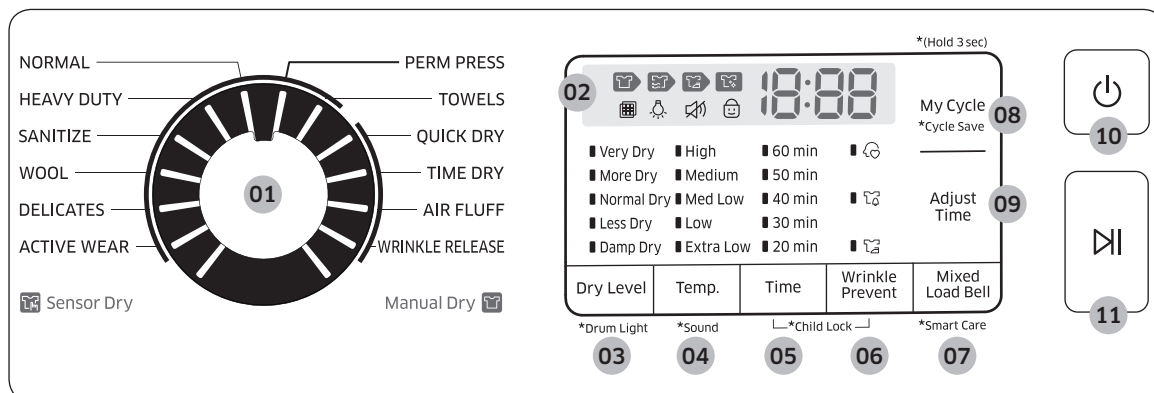 *(Hold 3 sec)
NORMAL
HEAVY DUTY
SANITIZE
WOOL
DELICATES
ACTIVE WEAR
PERM PRESS
TOWELS
QUICK DRY
TIME DRY
AIR FLUFF
WRINKLE RELEASE
01
Sensor Dry
Manual Dry
02
18:88
Very Dry High 60 min
More Dry Medium 50 min
Normal Dry Med Low 40 min
Less Dry Low 30 min
Damp Dry Extra Low 20 min
My Cycle
*Cycle Save
08
Adjust
Time
09
Dry Level
Temp.
Time
Wrinkle
Prevent
Mixed
Load Bell
*Drum Light
*Sound
*Child Lock
*Smart Care
03
04
05
06
07
10
11